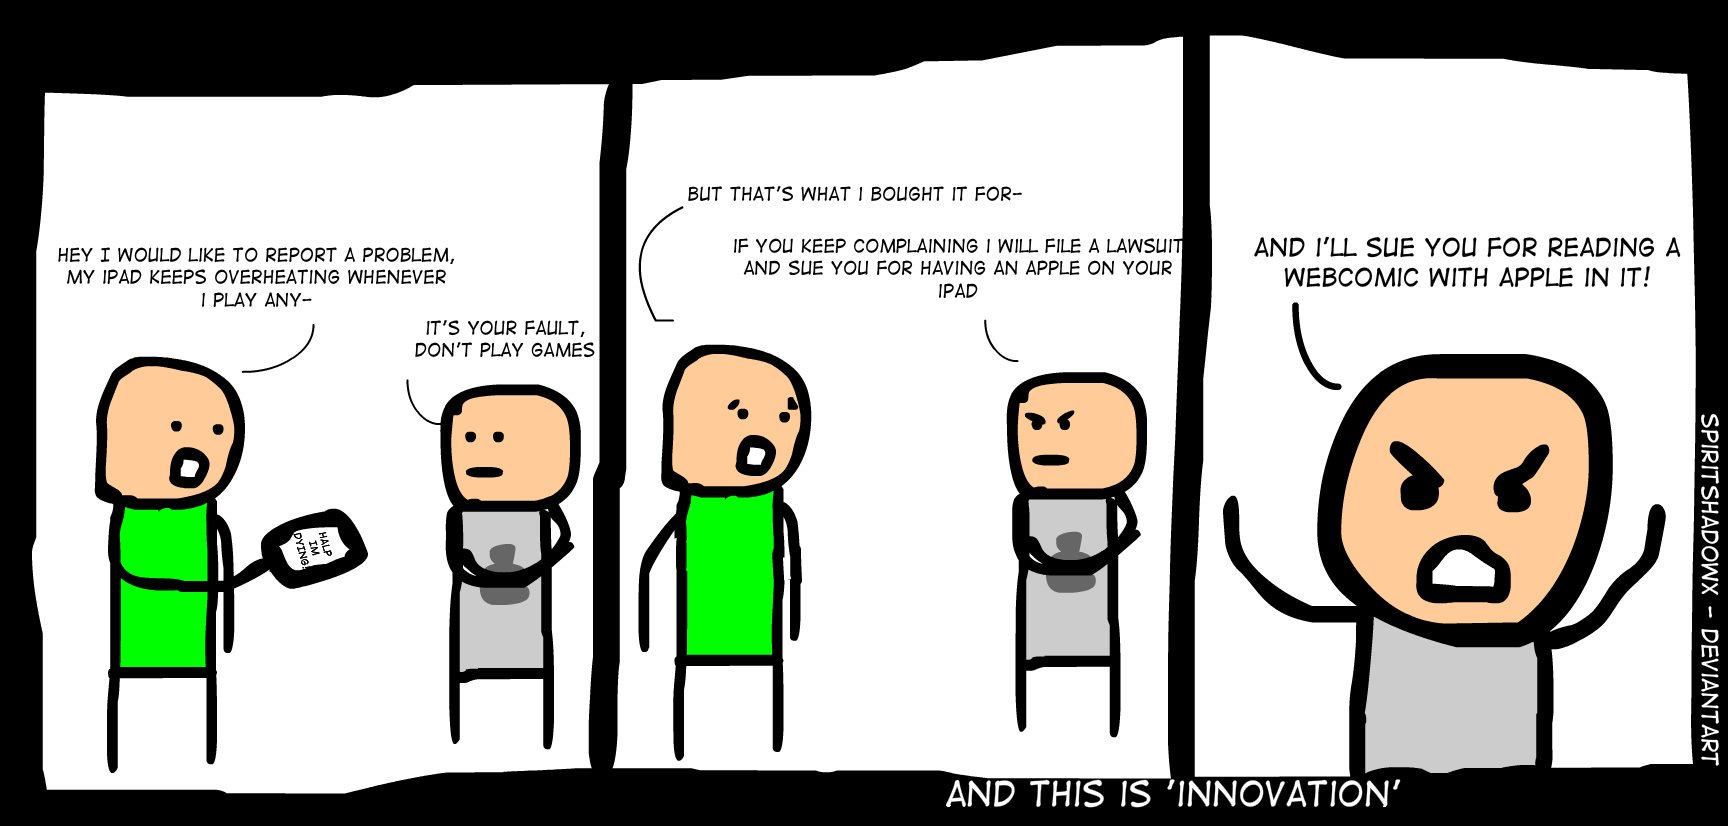 HEY I WOULD LIKE TO REPORT A PROBLEM,
MY IPAD KEEPS OVERHEATING WHENEVER
I PLAY ANY-
IT'S YOUR FAULT,
DON'T PLAY GAMES
HALP
IM
DYING!
BUT THAT'S WHAT I BOUGHT IT FOR-
IF YOU KEEP COMPLAINING I WILL FILE A LAWSUIT
AND SUE YOU FOR HAVING AN APPLE ON YOUR
IPAD
AND I'LL SUE YOU FOR READING A
WEBCOMIC WITH APPLE IN IT!
SPIRITSHADOWX - DEVIANTART
AND THIS IS 'INNOVATION'